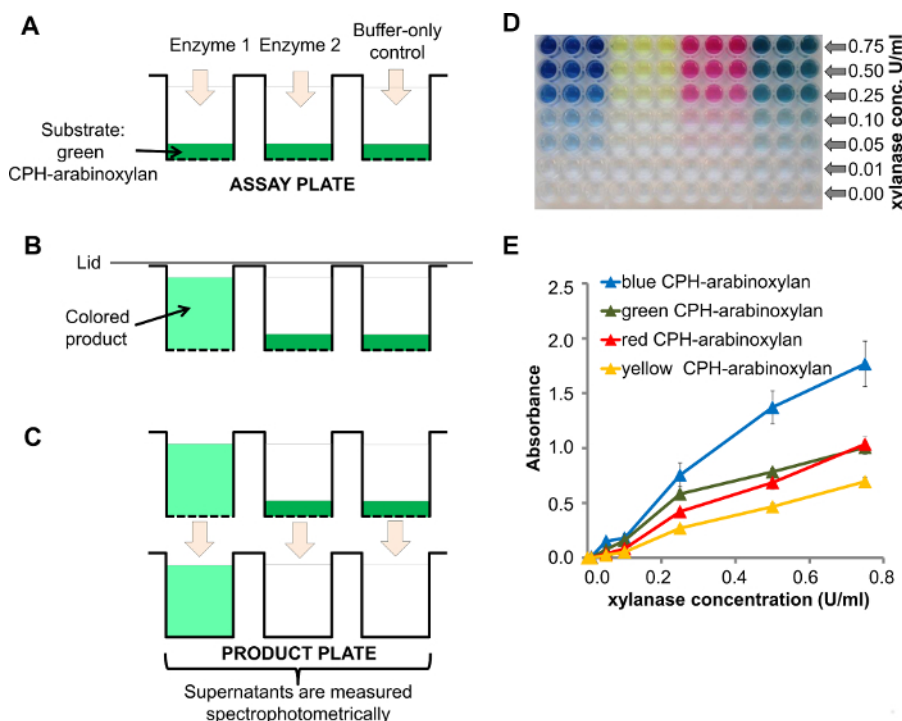 A
Enzyme 1
Enzyme 2
Buffer-only
control
Substrate:
green
CPH-arabinoxylan
ASSAY PLATE
B
Lid
Colored
product
C
PRODUCT PLATE
Supernatants are measured
spectrophotometrically
D
0.75
0.50
0.25
0.10
0.05
0.01
0.00
xylanase conc. U/ml
E
blue CPH-arabinoxylan
green CPH-arabinoxylan
red CPH-arabinoxylan
yellow CPH-arabinoxylan
Absorbance
2.5
2.0
1.5
1.0
0.5
0.0
0.0 0.2 0.4 0.6 0.8
xylanase concentration (U/ml)